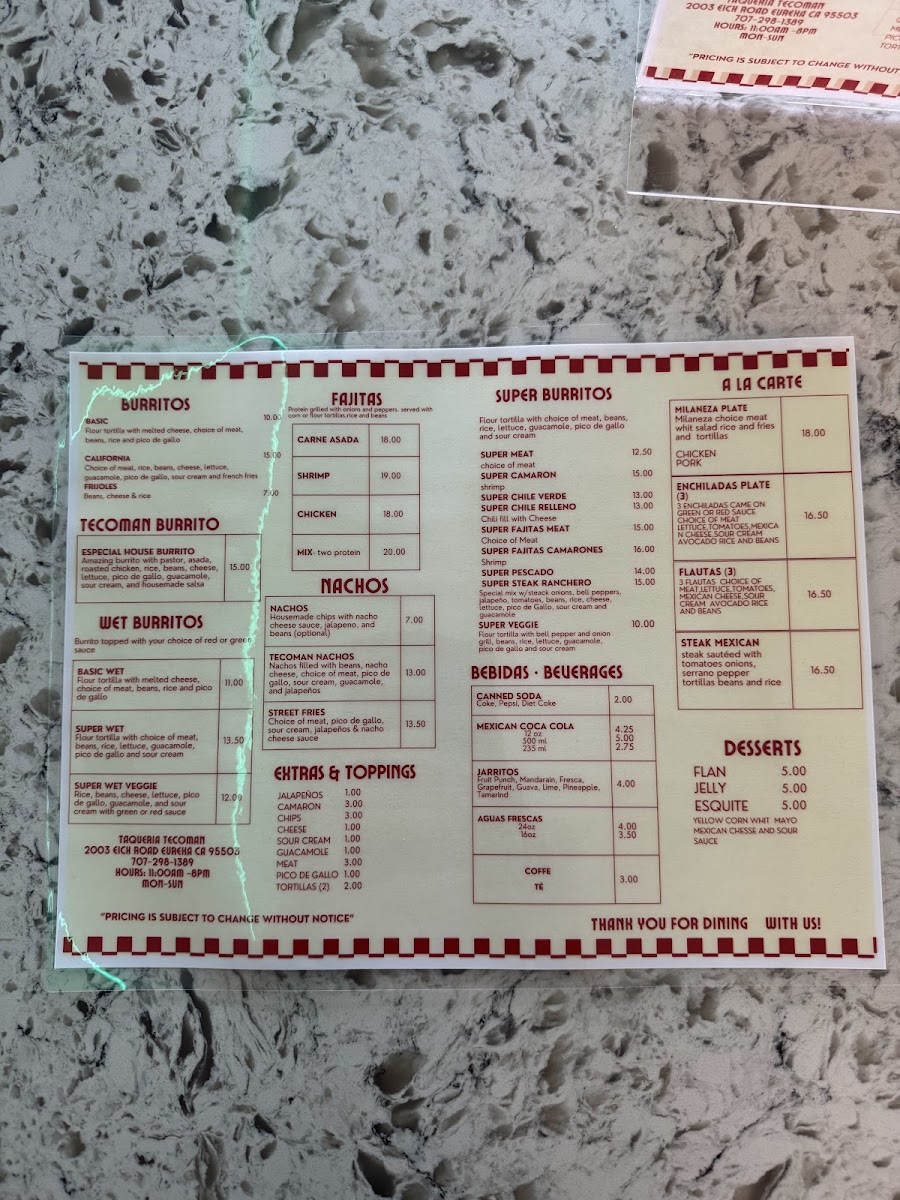 TAQUERIA TECOMAN
2003 EICH ROAD EUREKA CA 95503
707-298-1389
HOURS: 11:00AM -8PM
MON-SUN
"PRICING IS SUBJECT TO CHANGE WITHOUT
BURRITOS
BASIC 10.00
Flour tortilla with melted cheese, choice of meat,
beans, rice and pico de gallo
CALIFORNIA 15.00
Choice of meat, rice, beans, cheese, lettuce,
guacamole, pico de gallo, sour cream and french fries
FRIJOLES 7.00
Beans, cheese & rice
TECOMAN BURRITO
ESPECIAL HOUSE BURRITO
Amazing burrito with pastor, asada,
roasted chicken, rice, beans, cheese, 15.00
lettuce, pico de gallo, guacamole,
sour cream, and housemade salsa
WET BURRITOS
Burrito topped with your choice of red or green
sauce
BASIC WET
Flour tortilla with melted cheese, 11.00
choice of meat, beans, rice and pico
de gallo
SUPER WET
Flour tortilla with choice of meat, 13.50
beans, rice, lettuce, guacamole,
pico de gallo and sour cream
SUPER WET VEGGIE
Rice, beans, cheese, lettuce, pico 12.00
de gallo, guacamole, and sour
cream with green or red sauce
TAQUERIA TECOMAN
2003 EICH ROAD EUREKA CA 95503
707-298-1389
HOURS: 11:00AM -8PM
MON-SUN
"PRICING IS SUBJECT TO CHANGE WITHOUT NOTICE"
FAJITAS
Protein grilled with onions and peppers, served with
corn or flour tortillas,rice and beans
CARNE ASADA 18.00
SHRIMP 19.00
CHICKEN 18.00
MIX- two protein 20.00
NACHOS
NACHOS
Housemade chips with nacho 7.00
cheese sauce, jalapeno, and
beans (optional)
TECOMAN NACHOS
Nachos filled with beans, nacho
cheese, choice of meat, pico de 13.00
gallo, sour cream, guacamole,
and jalapeños
STREET FRIES
Choice of meat, pico de gallo, 13.50
sour cream, jalapeños & nacho
cheese sauce
EXTRAS & TOPPINGS
JALAPEÑOS 1.00
CAMARON 3.00
CHIPS 3.00
CHEESE 1.00
SOUR CREAM 1.00
GUACAMOLE 1.00
MEAT 3.00
PICO DE GALLO 1.00
TORTILLAS (2) 2.00
SUPER BURRITOS
Flour tortilla with choice of meat, beans,
rice, lettuce, guacamole, pico de gallo
and sour cream
SUPER MEAT 12.50
choice of meat
SUPER CAMARON 15.00
shrimp
SUPER CHILE VERDE 13.00
SUPER CHILE RELLENO 13.00
Chili fill with Cheese
SUPER FAJITAS MEAT 15.00
Choice of Meat
SUPER FAJITAS CAMARONES 16.00
Shrimp
SUPER PESCADO 14.00
SUPER STEAK RANCHERO 15.00
Special mix w/steack onions, bell peppers,
jalapeño, tomatoes, beans, rice, cheese,
lettuce, pico de Gallo, sour cream and
guacamole
SUPER VEGGIE 10.00
Flour tortilla with bell pepper and onion
grill, beans, rice, lettuce, guacamole,
pico de gallo and sour cream
BEBIDAS · BEVERAGES
CANNED SODA 2.00
Coke, Pepsi, Diet Coke
MEXICAN COCA COLA
12 oz 4.25
500 ml 5.00
235 ml 2.75
JARRITOS
Fruit Punch, Mandarain, Fresca, 4.00
Grapefruit, Guava, Lime, Pineapple,
Tamarind
AGUAS FRESCAS
24oz 4.00
16oz 3.50
COFFE
TÉ 3.00
A LA CARTE
MILANEZA PLATE
Milaneza choice meat
whit salad rice and fries 18.00
and tortillas
CHICKEN
PORK
ENCHILADAS PLATE
(3)
3 ENCHILADAS CAME ON
GREEN OR RED SAUCE 16.50
CHOICE OF MEAT
LETTUCE,TOMATOES,MEXICA
N CHEESE,SOUR CREAM
AVOCADO RICE AND BEANS
FLAUTAS (3)
3 FLAUTAS CHOICE OF
MEAT,LETTUCE,TOMATOES, 16.50
MEXICAN CHEESE,SOUR
CREAM AVOCADO RICE
AND BEANS
STEAK MEXICAN
steak sautéed with
tomatoes onions, 16.50
serrano pepper
tortillas beans and rice
DESSERTS
FLAN 5.00
JELLY 5.00
ESQUITE 5.00
YELLOW CORN WHIT MAYO
MEXICAN CHESSE AND SOUR
SAUCE
THANK YOU FOR DINING WITH US!